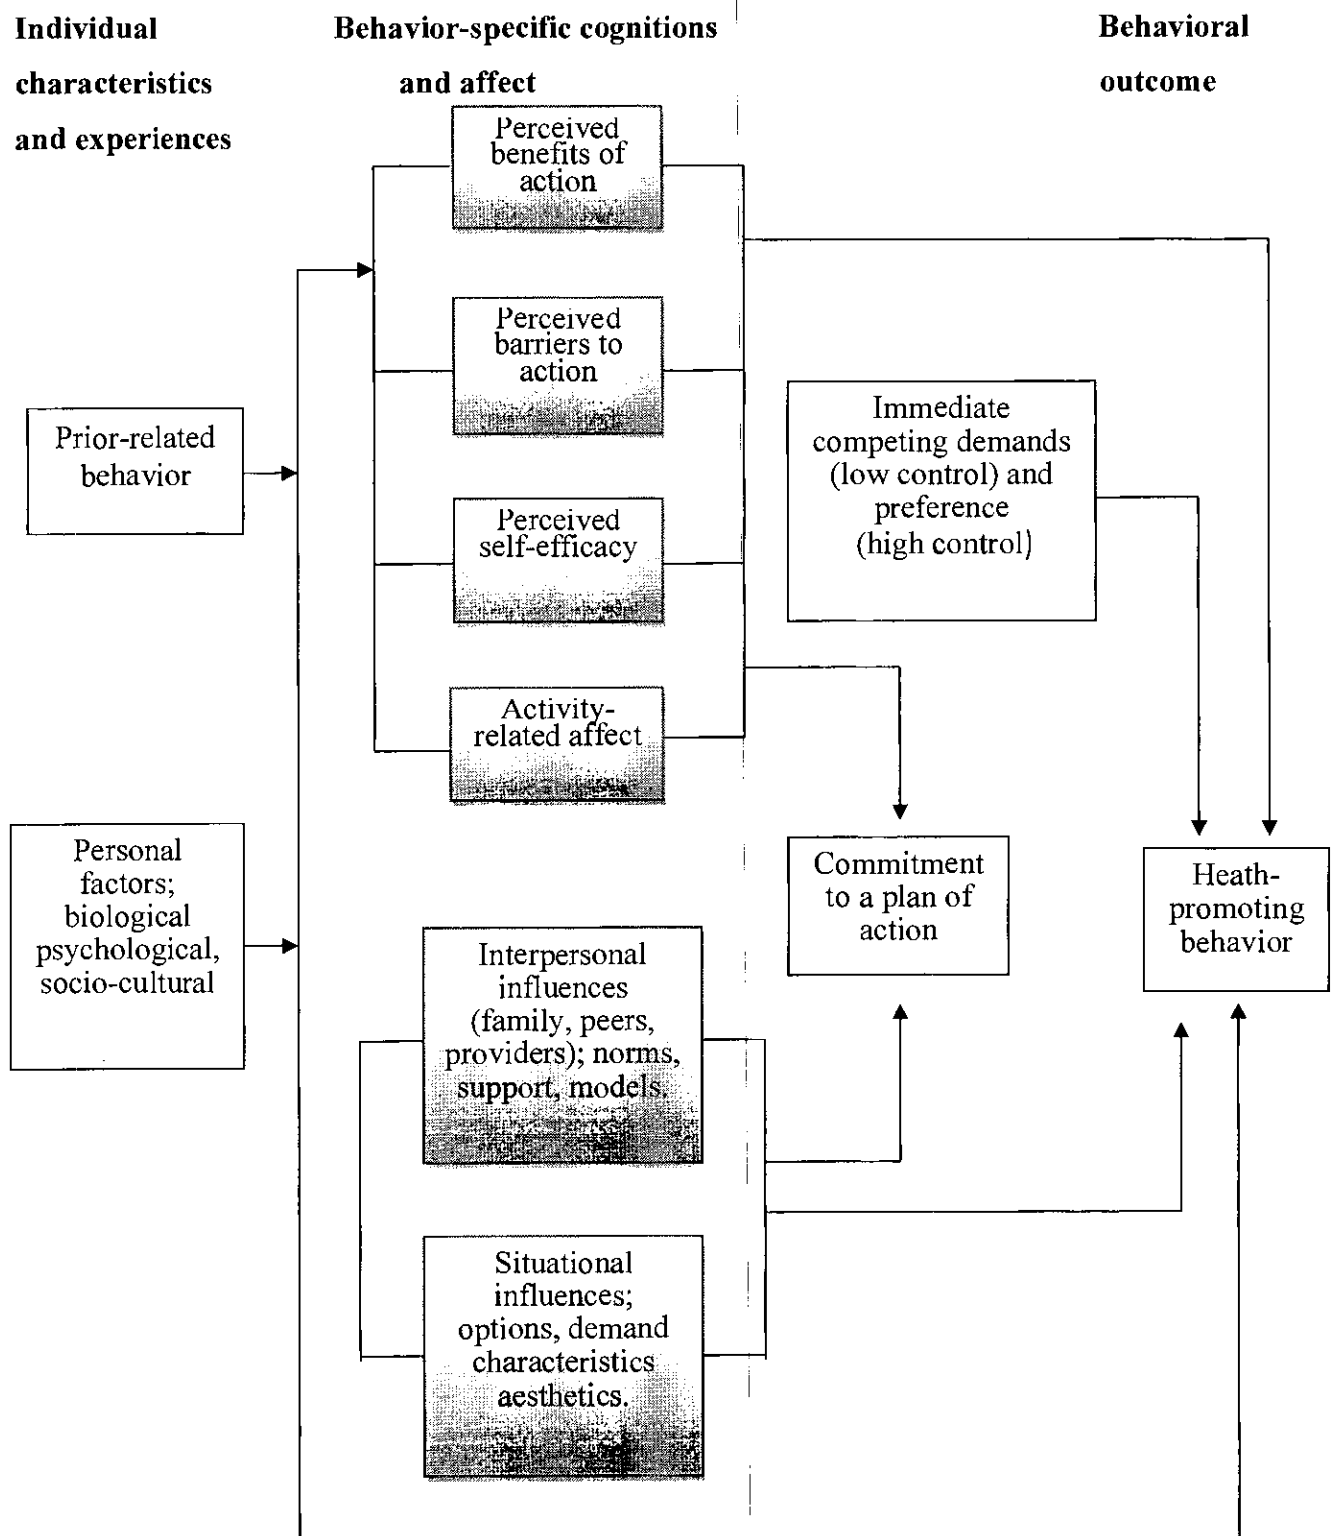 Individual
characteristics
and experiences
Behavior-specific cognitions
and affect
Behavioral
outcome
Perceived
benefits of
action
Perceived
barriers to
action
Perceived
self-efficacy
Activity-
related affect
Prior-related
behavior
Personal
factors;
biological
psychological,
socio-cultural
Interpersonal
influences
(family, peers,
providers); norms,
support, models.
Situational
influences;
options, demand
characteristics
aesthetics.
Immediate
competing demands
(low control) and
preference
(high control)
Commitment
to a plan of
action
Heath-
promoting
behavior